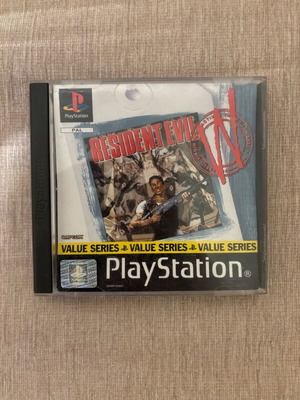 PlayStation
PAL
RESIDENT EVIL
VALUE SERIES VALUE SERIES VALUE SERIES
PlayStation®